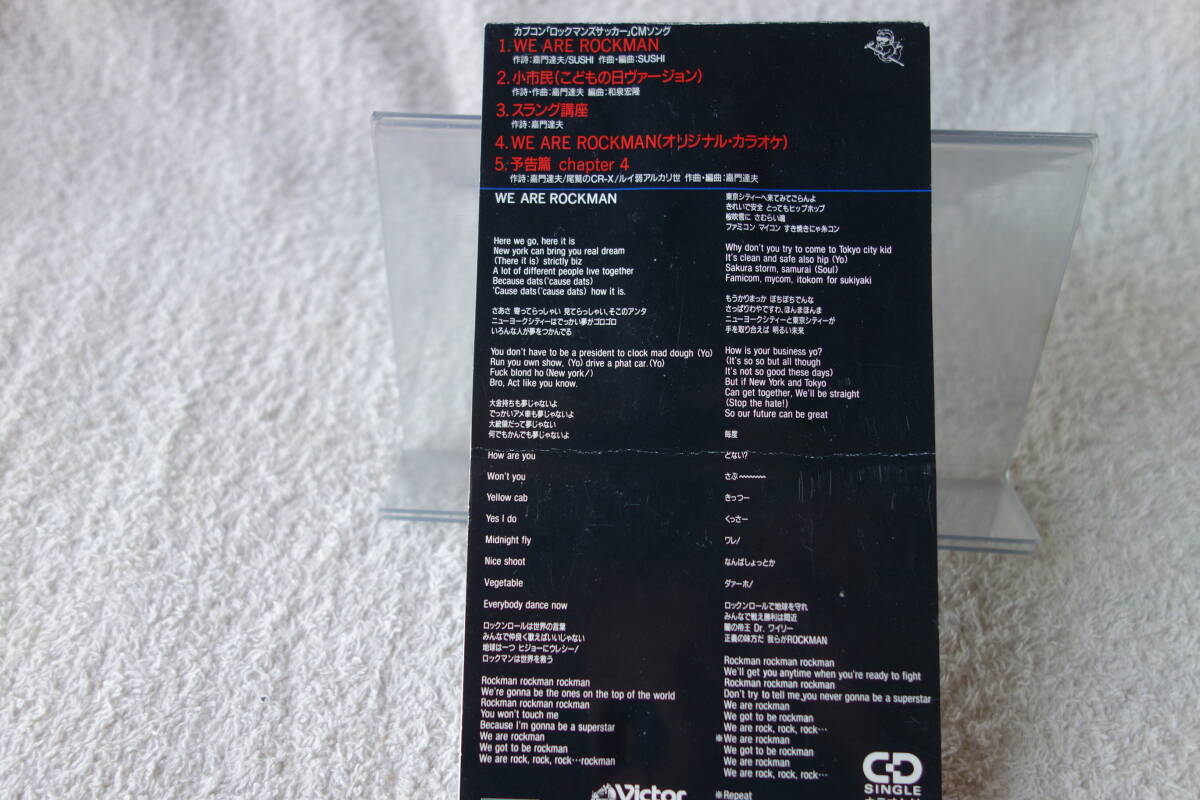 カプコン「ロックマンズサッカー」CMソング
1. WE ARE ROCKMAN
作詩:嘉門達夫/SUSHI 作曲・編曲:SUSHI
2. 小市民(こどもの日ヴァージョン)
作詩・作曲:嘉門達夫 編曲:和泉宏隆
3. スラング講座
作詩:嘉門達夫
4. WE ARE ROCKMAN(オリジナル・カラオケ)
5. 予告篇 chapter 4
作詩:嘉門達夫/尾鷲のCR-X/ルイ弱アルカリ世 作曲・編曲:嘉門達夫
WE ARE ROCKMAN
Here we go, here it is
New york can bring you real dream
(There it is) strictly biz
A lot of different people live together
Because dats('cause dats)
'Cause dats('cause dats) how it is.
さあさ 寄ってらっしゃい 見てらっしゃい、そこのアンタ
ニューヨークシティーはでっかい夢がゴロゴロ
いろんな人が夢をつかんでる
You don't have to be a president to clock mad dough (Yo)
Run you own show, (Yo) drive a phat car. (Yo)
Fuck blond ho (New york!)
Bro, Act like you know.
大金持ちも夢じゃないよ
でっかいアメ車も夢じゃないよ
大統領だって夢じゃない
何でもかんでも夢じゃないよ
How are you
Won't you
Yellow cab
Yes I do
Midnight fly
Nice shoot
Vegetable
Everybody dance now
ロックンロールは世界の言葉
みんなで仲良く歌えばいいじゃない
地球は一つ ヒジョーにウレシー!
ロックマンは世界を救う
Rockman rockman rockman
We're gonna be the ones on the top of the world
Rockman rockman rockman
You won't touch me
Because I'm gonna be a superstar
We are rockman
We got to be rockman
We are rock, rock, rock…rockman
東京シティーへ来てみてごらんよ
きれいで安全 とってもヒップホップ
桜吹雪に さむらい魂
ファミコン マイコン すき焼きにゃ糸コン
Why don't you try to come to Tokyo city kid
It's clean and safe also hip (Yo)
Sakura storm, samurai (Soul)
Famicom, mycom, itokom for sukiyaki
もうかりまっか ぼちぼちでんな
さっぱりわやですわ、ほんまほんま
ニューヨークシティーと東京シティーが
手を取り合えば 明るい未来
How is your business yo?
(It's so so but all though
It's not so good these days)
But if New York and Tokyo
Can get together, We'll be straight
(Stop the hate!)
So our future can be great
毎度
どない?
さぶ〜〜〜〜
きっつー
くっさー
ワレ!
なんばしょっとか
ダァーホ!
ロックンロールで地球を守れ
みんなで戦え勝利は間近
闇の帝王 Dr. ワイリー
正義の味方だ 我らがROCKMAN
Rockman rockman rockman
We'll get you anytime when you're ready to fight
Rockman rockman rockman
Don't try to tell me you never gonna be a superstar
We are rockman
We got to be rockman
We are rock, rock, rock…
※We are rockman
We got to be rockman
We are rockman
We are rock, rock, rock…
※Repeat
Victor
CD
SINGLE